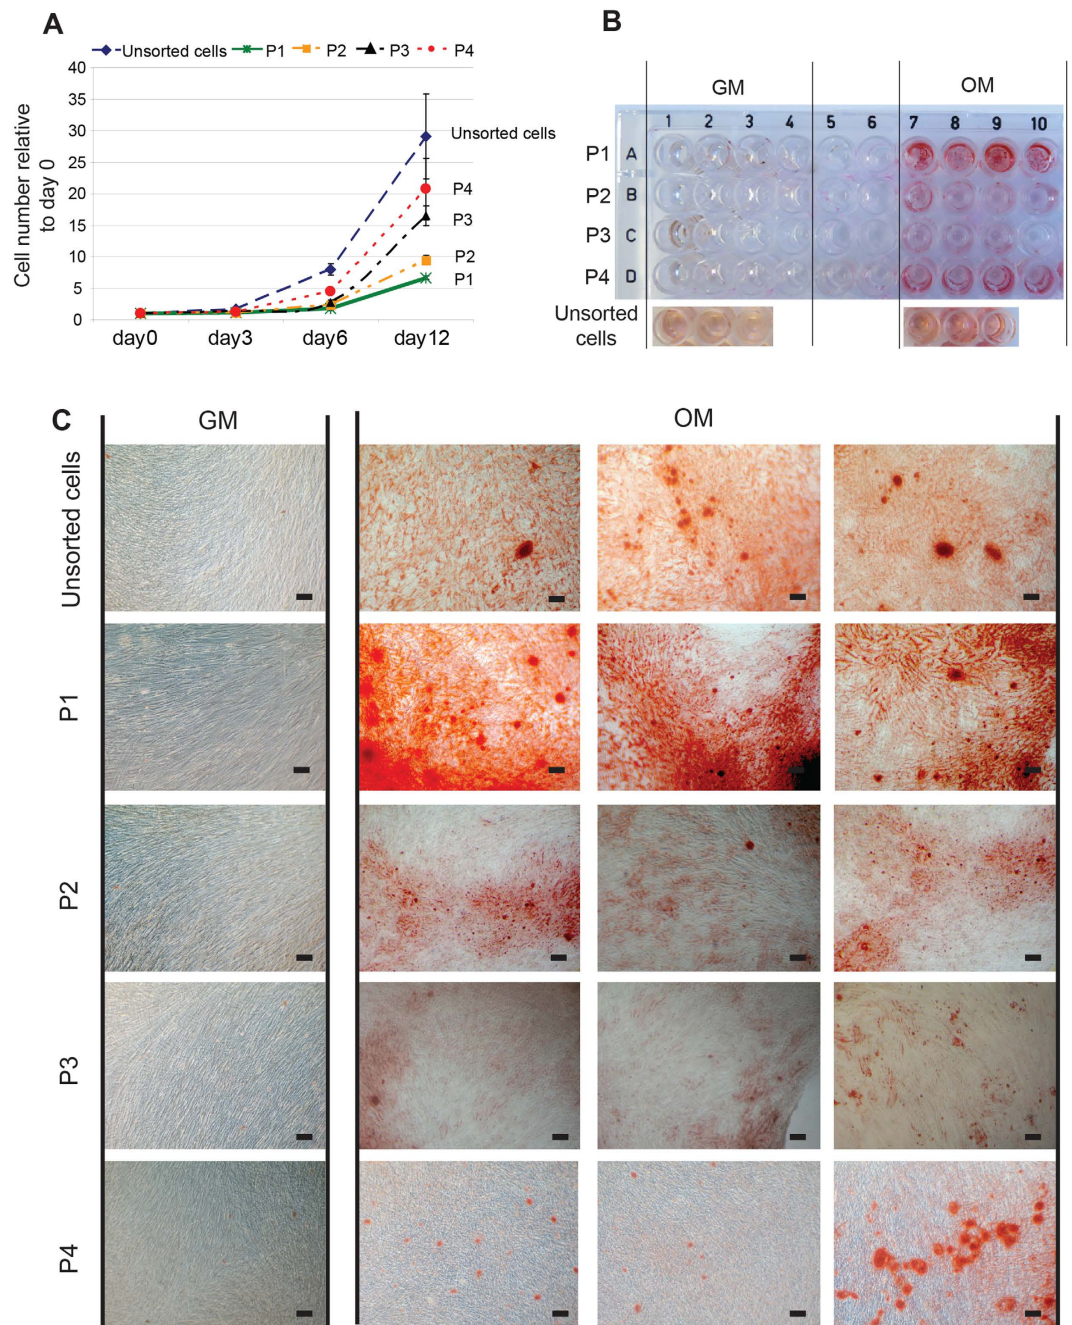 A
Unsorted cells P1 P2 P3 P4
40
35
30
25
20
15
10
5
0
Cell number relative
to day 0
Unsorted cells
P4
P3
P2
P1
day0 day3 day6 day12
B
GM OM
1 2 3 4 5 6 7 8 9 10
P1 A
P2 B
P3 C
P4 D
Unsorted
cells
C
GM OM
Unsorted cells
P1
P2
P3
P4